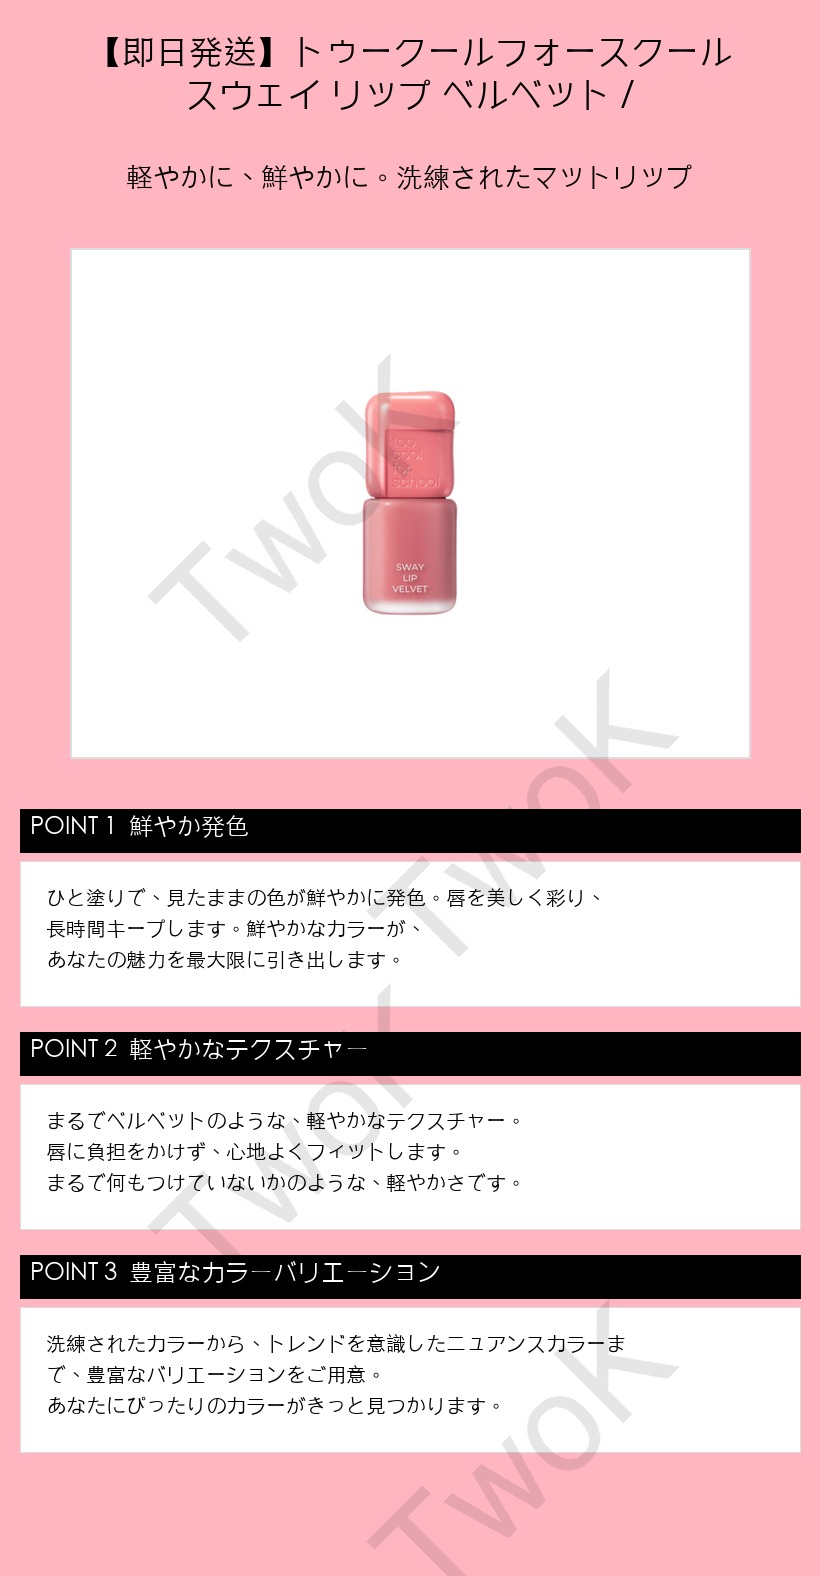 【即日発送】トゥークールフォースクール
スウェイ リップ ベルベット /
軽やかに、鮮やかに。洗練されたマットリップ
too
cool
for
school
SWAY
LIP
VELVET
TwoK
TwoK
POINT 1 鮮やか発色
ひと塗りで、見たままの色が鮮やかに発色。唇を美しく彩り、
長時間キープします。鮮やかなカラーが、
あなたの魅力を最大限に引き出します。
POINT 2 軽やかなテクスチャー
まるでベルベットのような、軽やかなテクスチャー。
唇に負担をかけず、心地よくフィットします。
まるで何もつけていないかのような、軽やかさです。
TwoK
POINT 3 豊富なカラーバリエーション
洗練されたカラーから、トレンドを意識したニュアンスカラーま
で、豊富なバリエーションをご用意。
あなたにぴったりのカラーがきっと見つかります。
TwoK